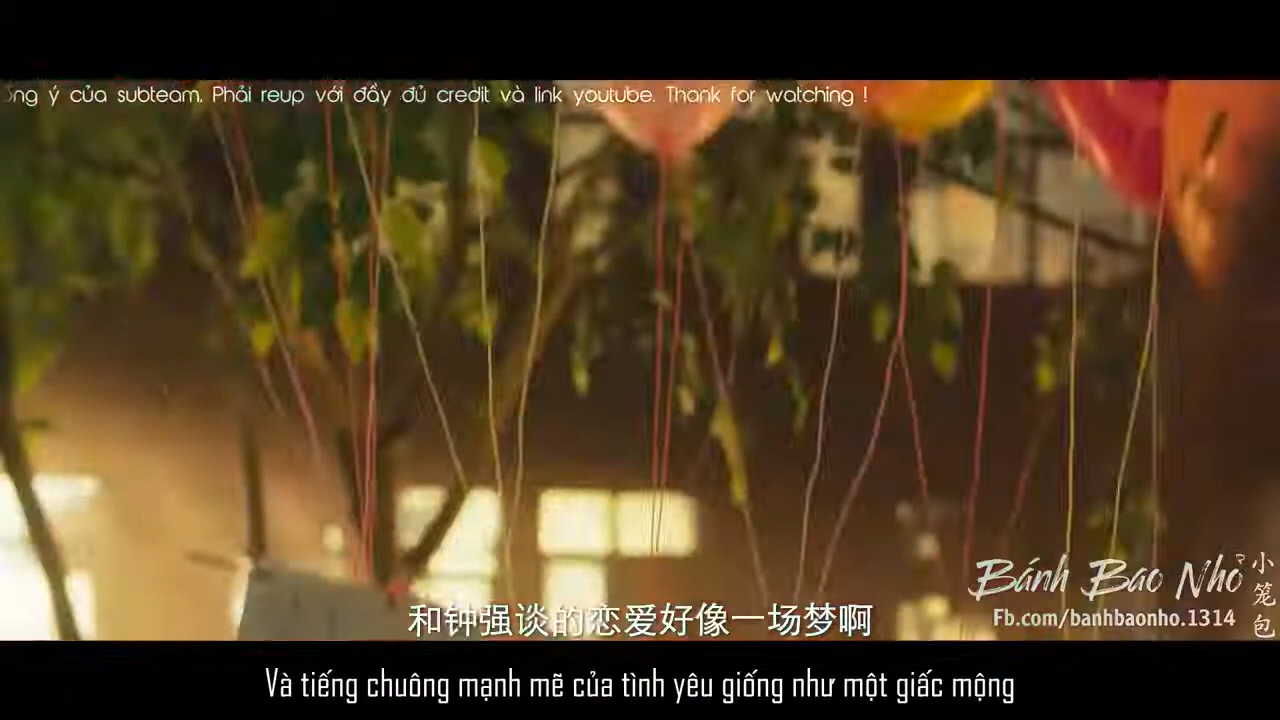 ý của subteam. Phải reup với đầy đủ credit và link youtube. Thank for watching !
Bánh Bao Nhỏ
小笼包
Fb.com/banhbaonho.1314
和钟强谈的恋爱好像一场梦啊
Và tiếng chuông mạnh mẽ của tình yêu giống như một giấc mộng